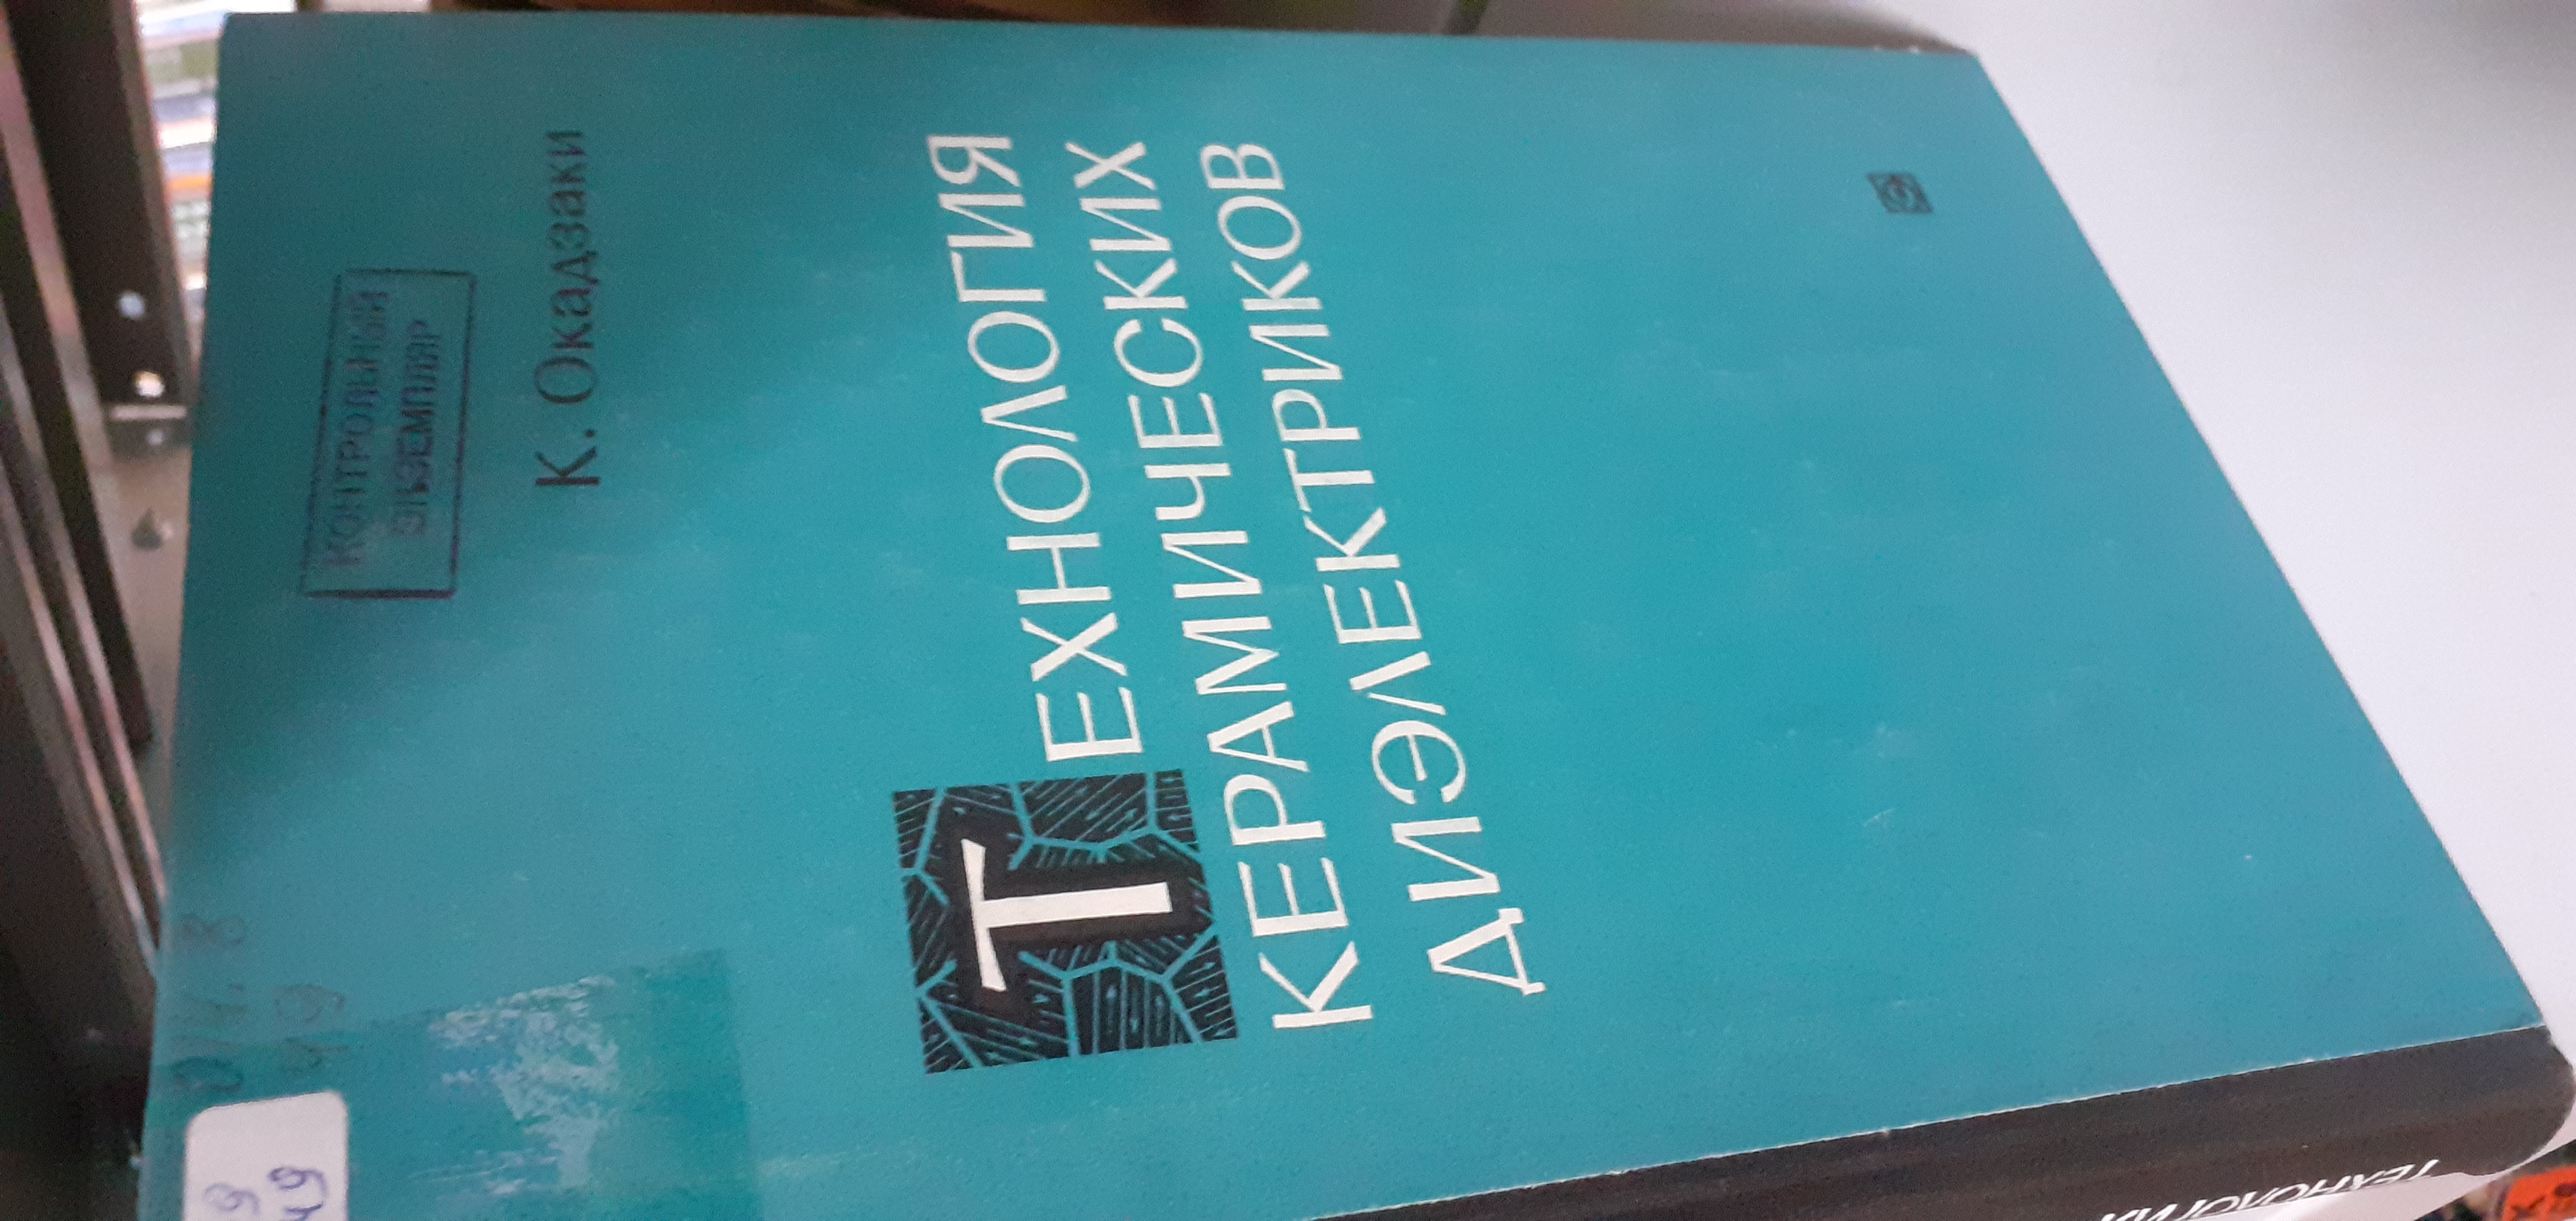 КОНТРОЛЬНЫЙ
ЭКЗЕМПЛЯР
К. Окадзаки
ТЕХНОЛОГИЯ
КЕРАМИЧЕСКИХ
ДИЭЛЕКТРИКОВ